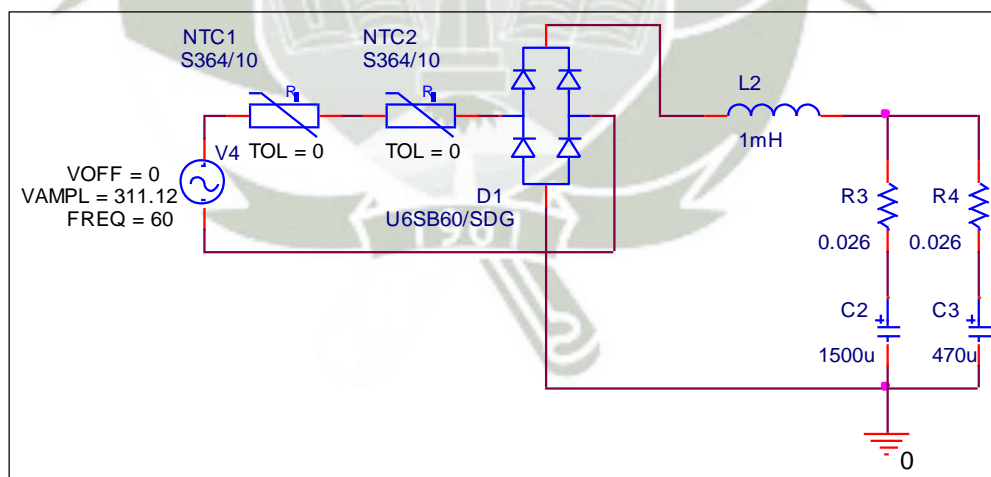 NTC1
S364/10
R
TOL = 0
NTC2
S364/10
R
TOL = 0
V4
VOFF = 0
VAMPL = 311.12
FREQ = 60
D1
U6SB60/SDG
L2
1mH
R3
0.026
R4
0.026
C2
+
1500u
C3
+
470u
0